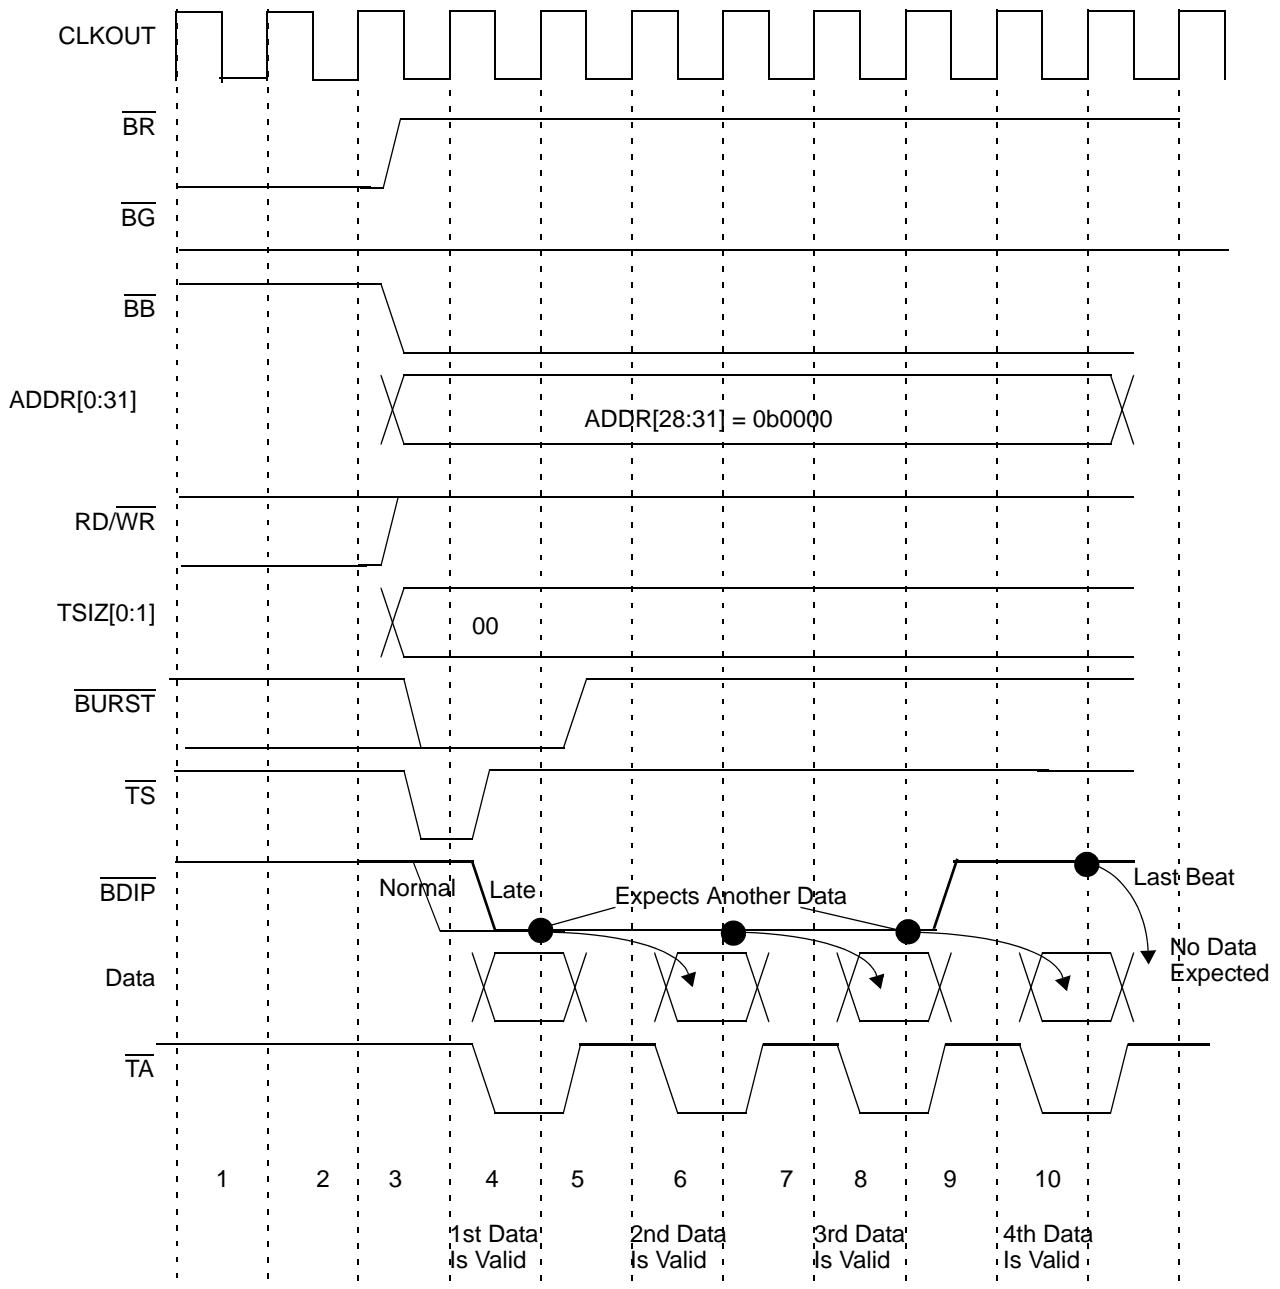 CLKOUT
BR
BG
BB
ADDR[0:31]
ADDR[28:31] = 0b0000
RD/WR
TSIZ[0:1]
00
BURST
TS
BDIP
Normal
Late
Expects Another Data
Last Beat
No Data
Expected
Data
TA
1 2 3 4 5 6 7 8 9 10
1st Data
Is Valid
2nd Data
Is Valid
3rd Data
Is Valid
4th Data
Is Valid